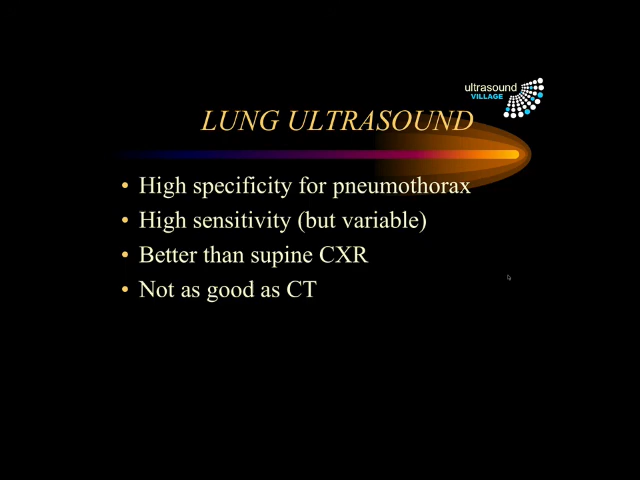 ultrasound
VILLAGE
LUNG ULTRASOUND
• High specificity for pneumothorax
• High sensitivity (but variable)
• Better than supine CXR
• Not as good as CT